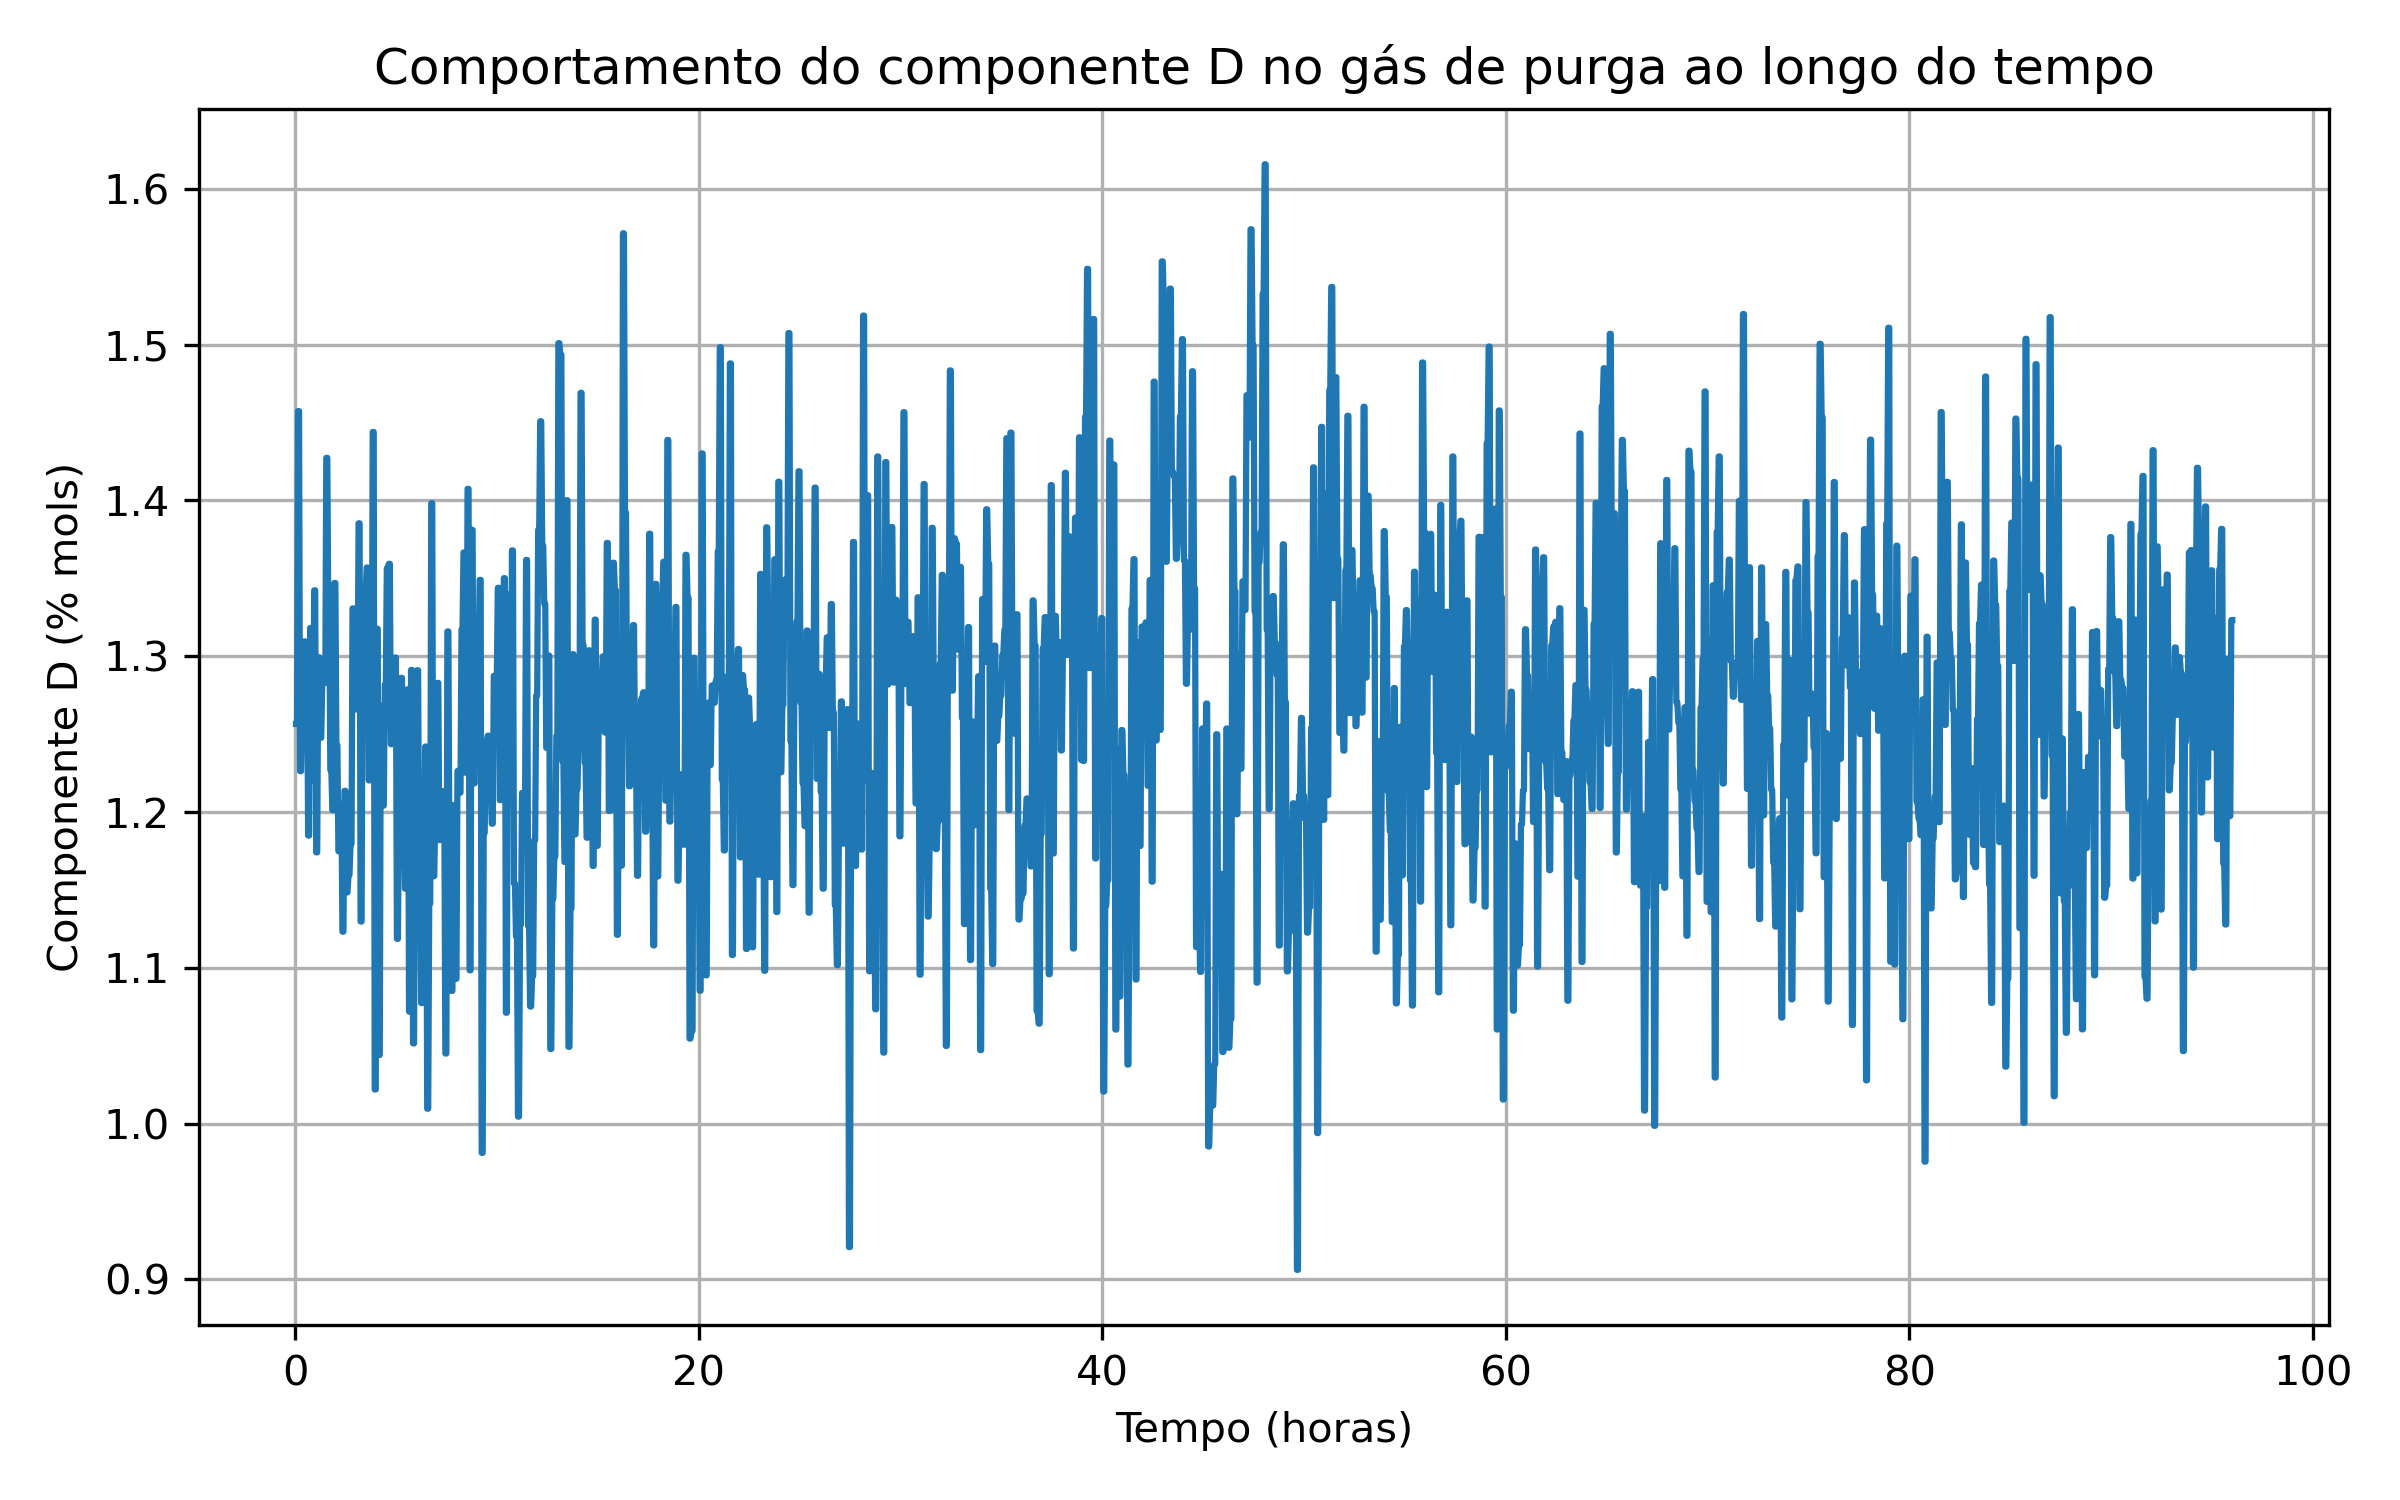 Comportamento do componente D no gás de purga ao longo do tempo
Componente D (% mols)
1.6
1.5
1.4
1.3
1.2
1.1
1.0
0.9
0 20 40 60 80 100
Tempo (horas)